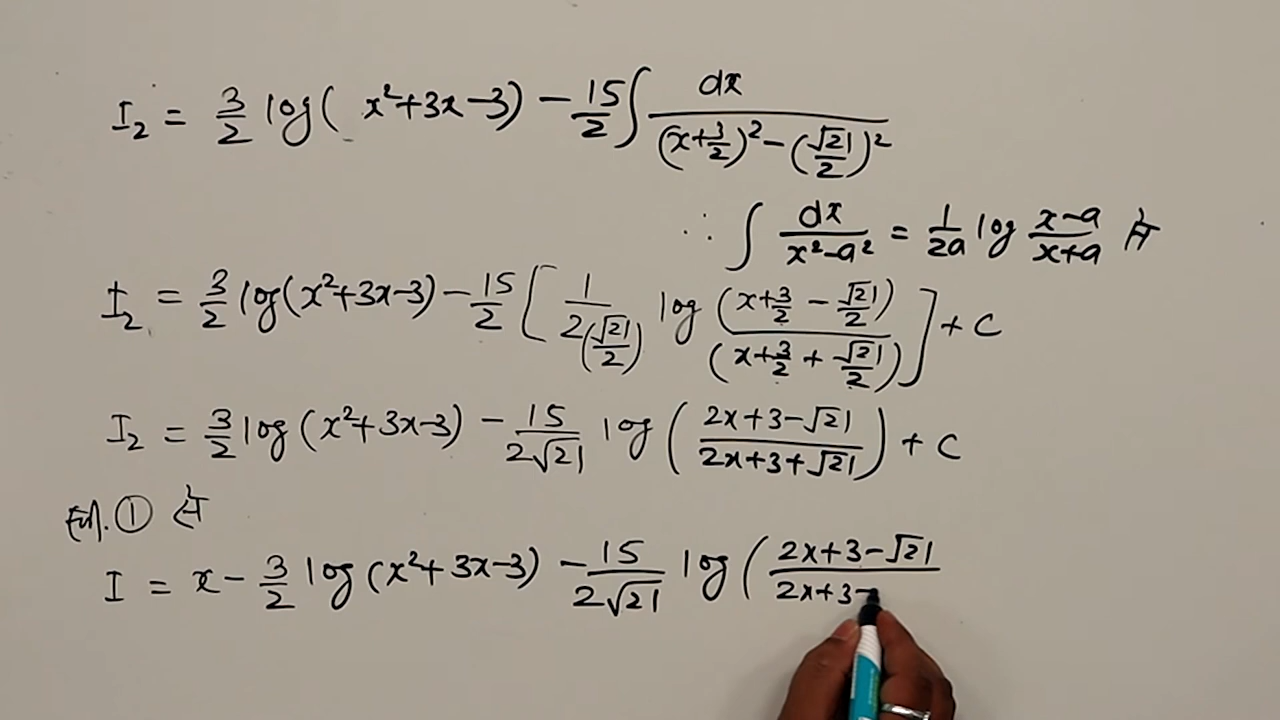 I₂ = 3/2 log( x²+3x-3) - 15/2 ∫ dx/((x+3/2)² - (√21/2)²)
∵ ∫ dx/(x²-a²) = 1/2a log (x-a)/(x+a) से
I₂ = 3/2 log(x²+3x-3) - 15/2 [ 1/(2(√21/2)) log (x+3/2 - √21/2)/(x+3/2 + √21/2) ] + C
I₂ = 3/2 log(x²+3x-3) - 15/(2√21) log ( (2x+3-√21)/(2x+3+√21) ) + C
समी. ① से
I = x - 3/2 log(x²+3x-3) - 15/(2√21) log ( (2x+3-√21)/(2x+3-